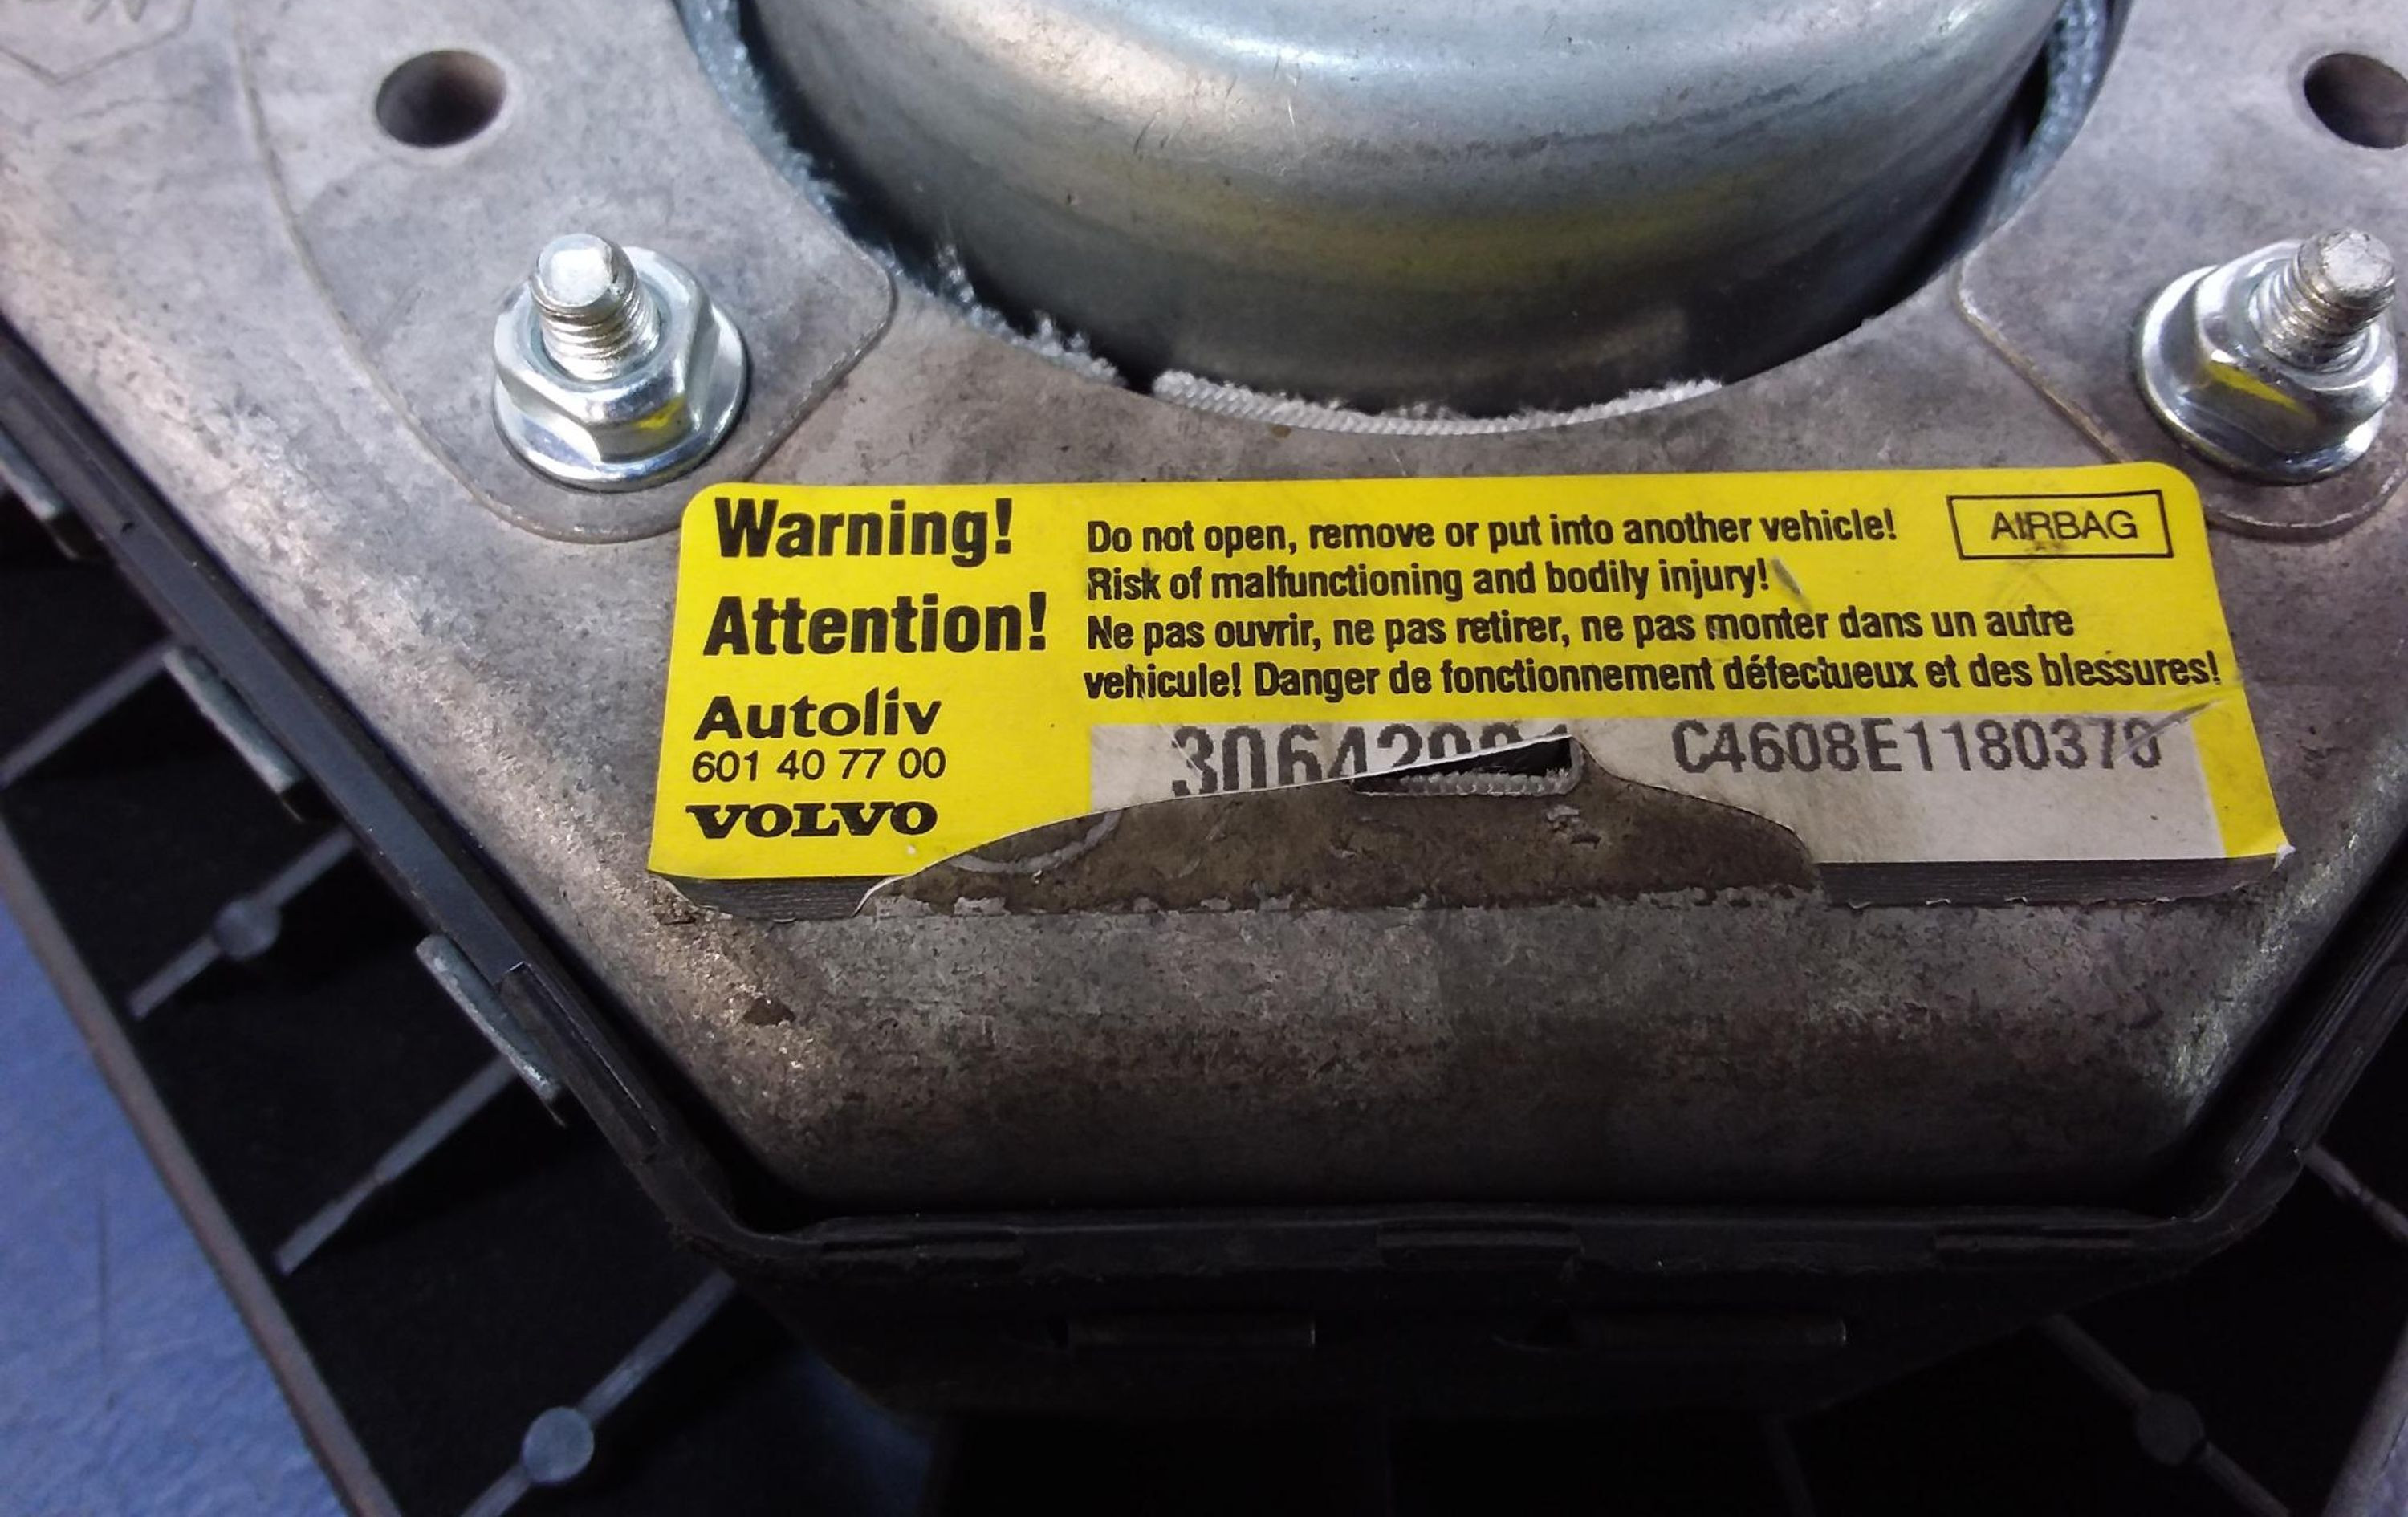 Warning!
Attention!
Autoliv
601 40 77 00
VOLVO
Do not open, remove or put into another vehicle!
Risk of malfunctioning and bodily injury!
Ne pas ouvrir, ne pas retirer, ne pas monter dans un autre
vehicule! Danger de fonctionnement défectueux et des blessures!
AIRBAG
C4608E1180370